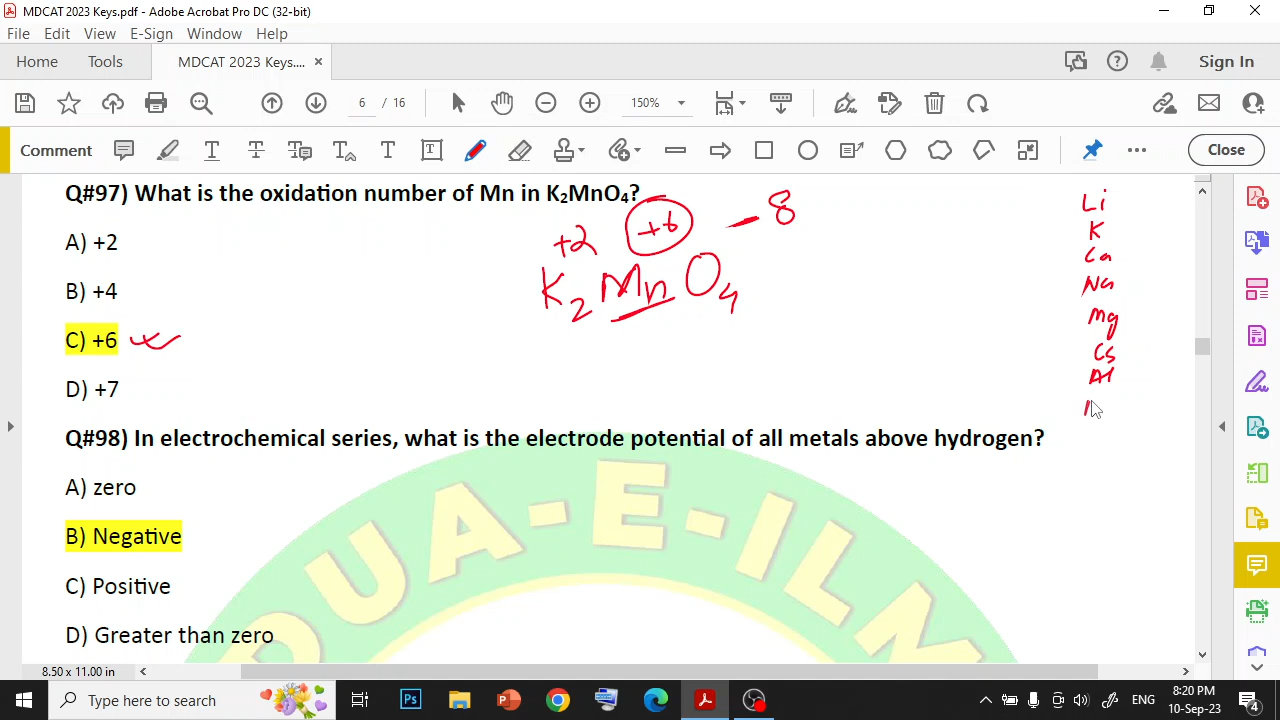 MDCAT 2023 Keys.pdf - Adobe Acrobat Pro DC (32-bit)
File Edit View E-Sign Window Help
Home Tools MDCAT 2023 Keys.... × Sign In
6 / 16 150%
Comment Close
Q#97) What is the oxidation number of Mn in K₂MnO₄?
A) +2
B) +4
C) +6
D) +7
+2 +6 -8
K₂MnO₄
Li
K
Ca
Na
Mg
Cs
Al
Q#98) In electrochemical series, what is the electrode potential of all metals above hydrogen?
A) zero
B) Negative
C) Positive
D) Greater than zero
DUA-E-ILM
8.50 x 11.00 in
Type here to search
ENG
8:20 PM
10-Sep-23
4